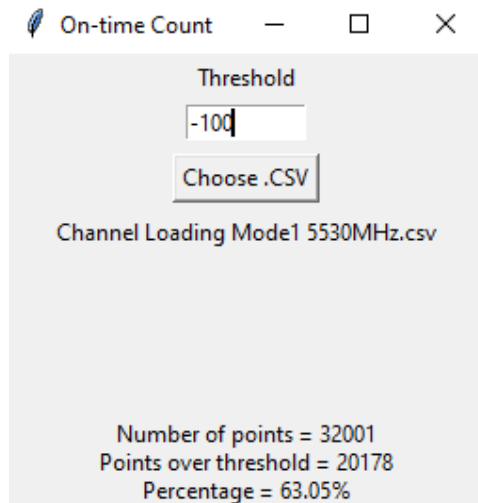 On-time Count
Threshold
-100
Choose .CSV
Channel Loading Mode1 5530MHz.csv
Number of points = 32001
Points over threshold = 20178
Percentage = 63.05%